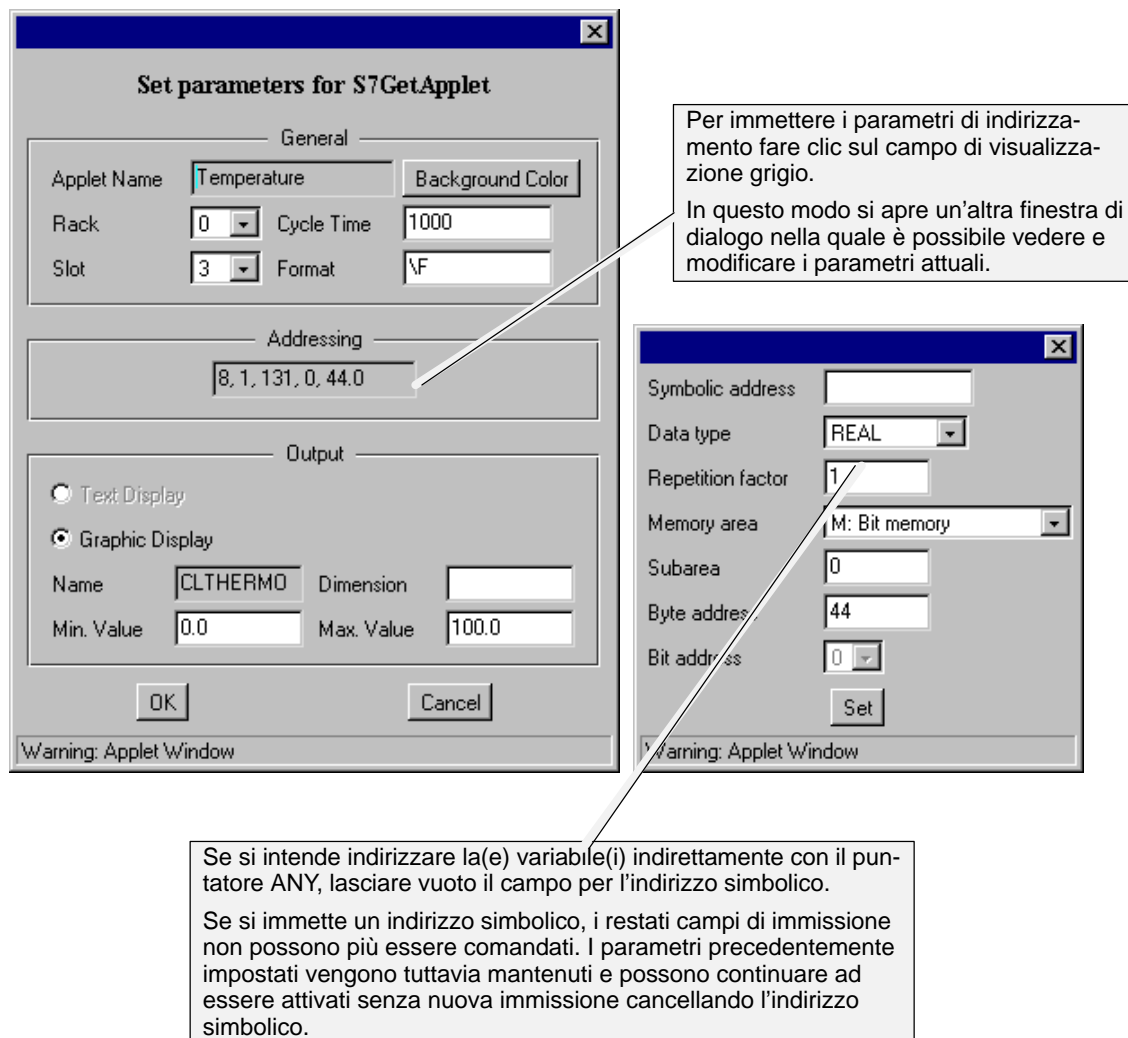 Set parameters for S7GetApplet
General
Applet Name Temperature Background Color
Rack 0 Cycle Time 1000
Slot 3 Format \F
Addressing
8, 1, 131, 0, 44.0
Output
Text Display
Graphic Display
Name CLTHERMO Dimension
Min. Value 0.0 Max. Value 100.0
OK Cancel
Warning: Applet Window
Per immettere i parametri di indirizza-
mento fare clic sul campo di visualizza-
zione grigio.
In questo modo si apre un'altra finestra di
dialogo nella quale è possibile vedere e
modificare i parametri attuali.
Symbolic address
Data type REAL
Repetition factor 1
Memory area M: Bit memory
Subarea 0
Byte address 44
Bit address 0
Set
Warning: Applet Window
Se si intende indirizzare la(e) variabile(i) indirettamente con il pun-
tatore ANY, lasciare vuoto il campo per l'indirizzo simbolico.
Se si immette un indirizzo simbolico, i restati campi di immissione
non possono più essere comandati. I parametri precedentemente
impostati vengono tuttavia mantenuti e possono continuare ad
essere attivati senza nuova immissione cancellando l'indirizzo
simbolico.